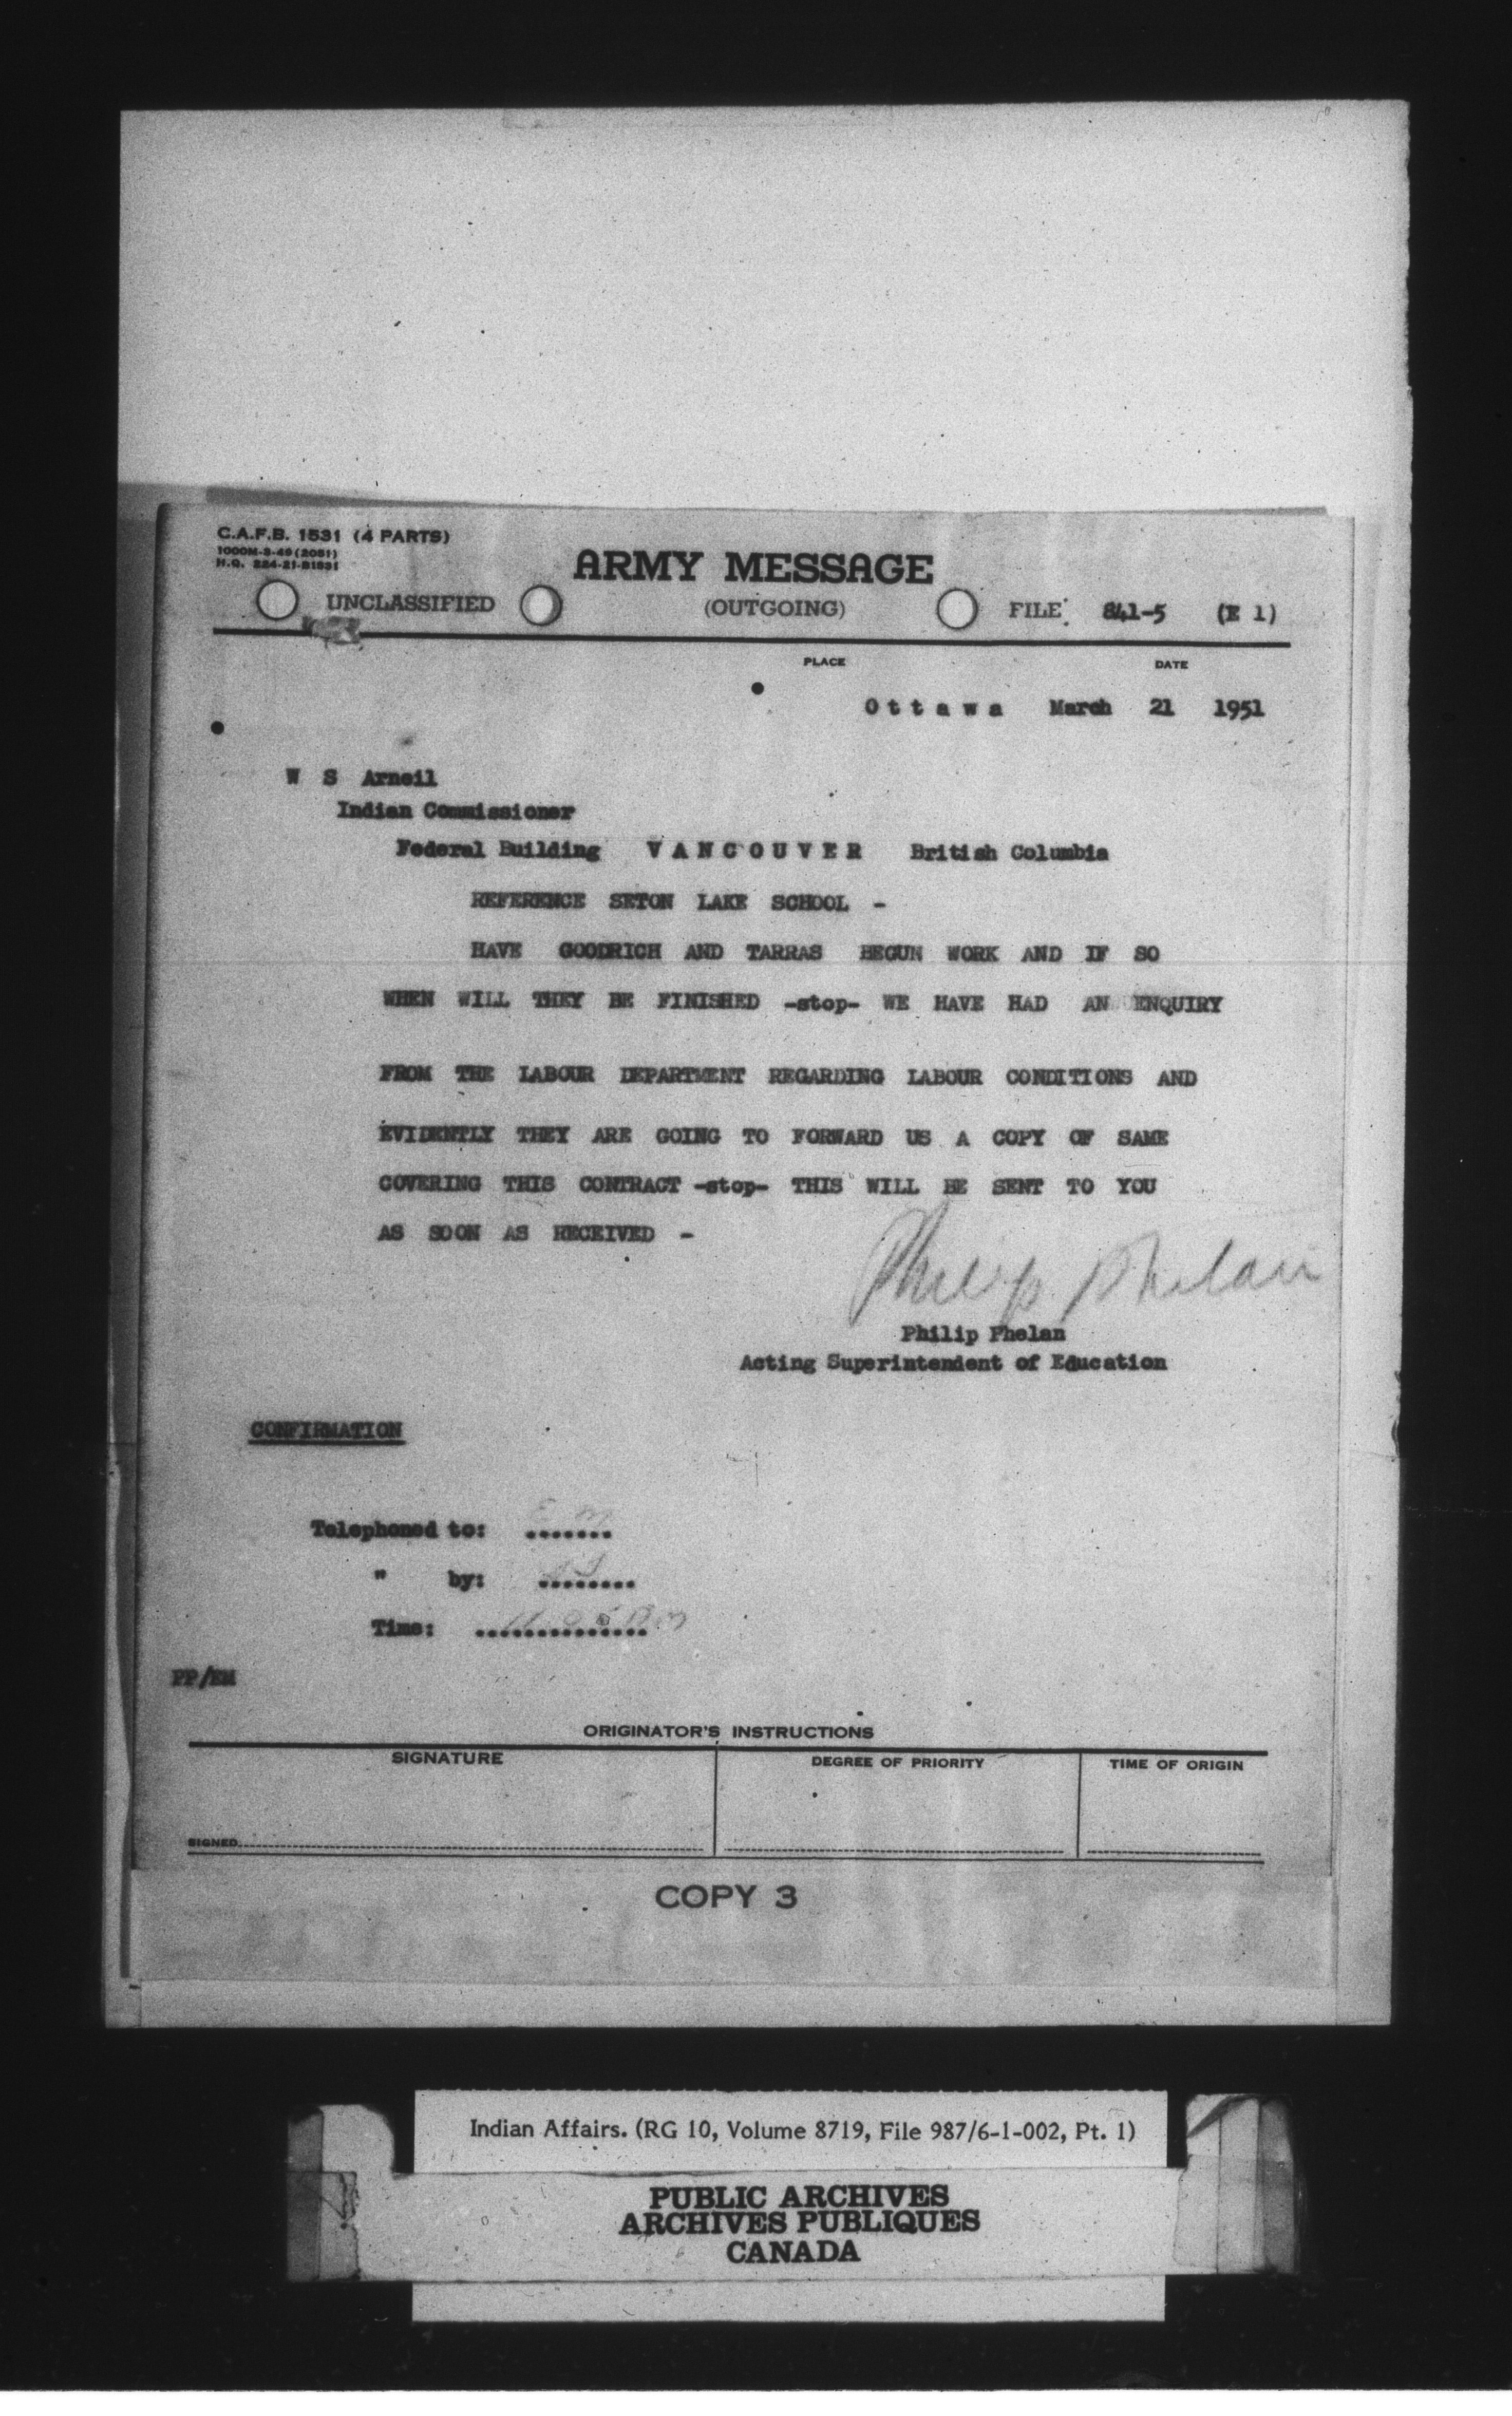 C.A.F.B. 1531 (4 PARTS)
1000M-3-49 (2051)
H.Q. 224-21-B1531
ARMY MESSAGE
UNCLASSIFIED (OUTGOING) FILE 841-5 (E 1)
PLACE DATE
Ottawa March 21 1951
W S Arneil
Indian Commissioner
Federal Building VANCOUVER British Columbia
REFERENCE SETON LAKE SCHOOL -
HAVE GOODRICH AND TARRAS BEGUN WORK AND IF SO
WHEN WILL THEY BE FINISHED -stop- WE HAVE HAD AN ENQUIRY
FROM THE LABOUR DEPARTMENT REGARDING LABOUR CONDITIONS AND
EVIDENTLY THEY ARE GOING TO FORWARD US A COPY OF SAME
COVERING THIS CONTRACT -stop- THIS WILL BE SENT TO YOU
AS SOON AS RECEIVED -
Philip Phelan
Philip Phelan
Acting Superintendent of Education
CONFIRMATION
Telephoned to: .......
" by: ........
Time: ..............
PP/EM
ORIGINATOR'S INSTRUCTIONS
SIGNATURE DEGREE OF PRIORITY TIME OF ORIGIN
SIGNED
COPY 3
Indian Affairs. (RG 10, Volume 8719, File 987/6-1-002, Pt. 1)
PUBLIC ARCHIVES
ARCHIVES PUBLIQUES
CANADA